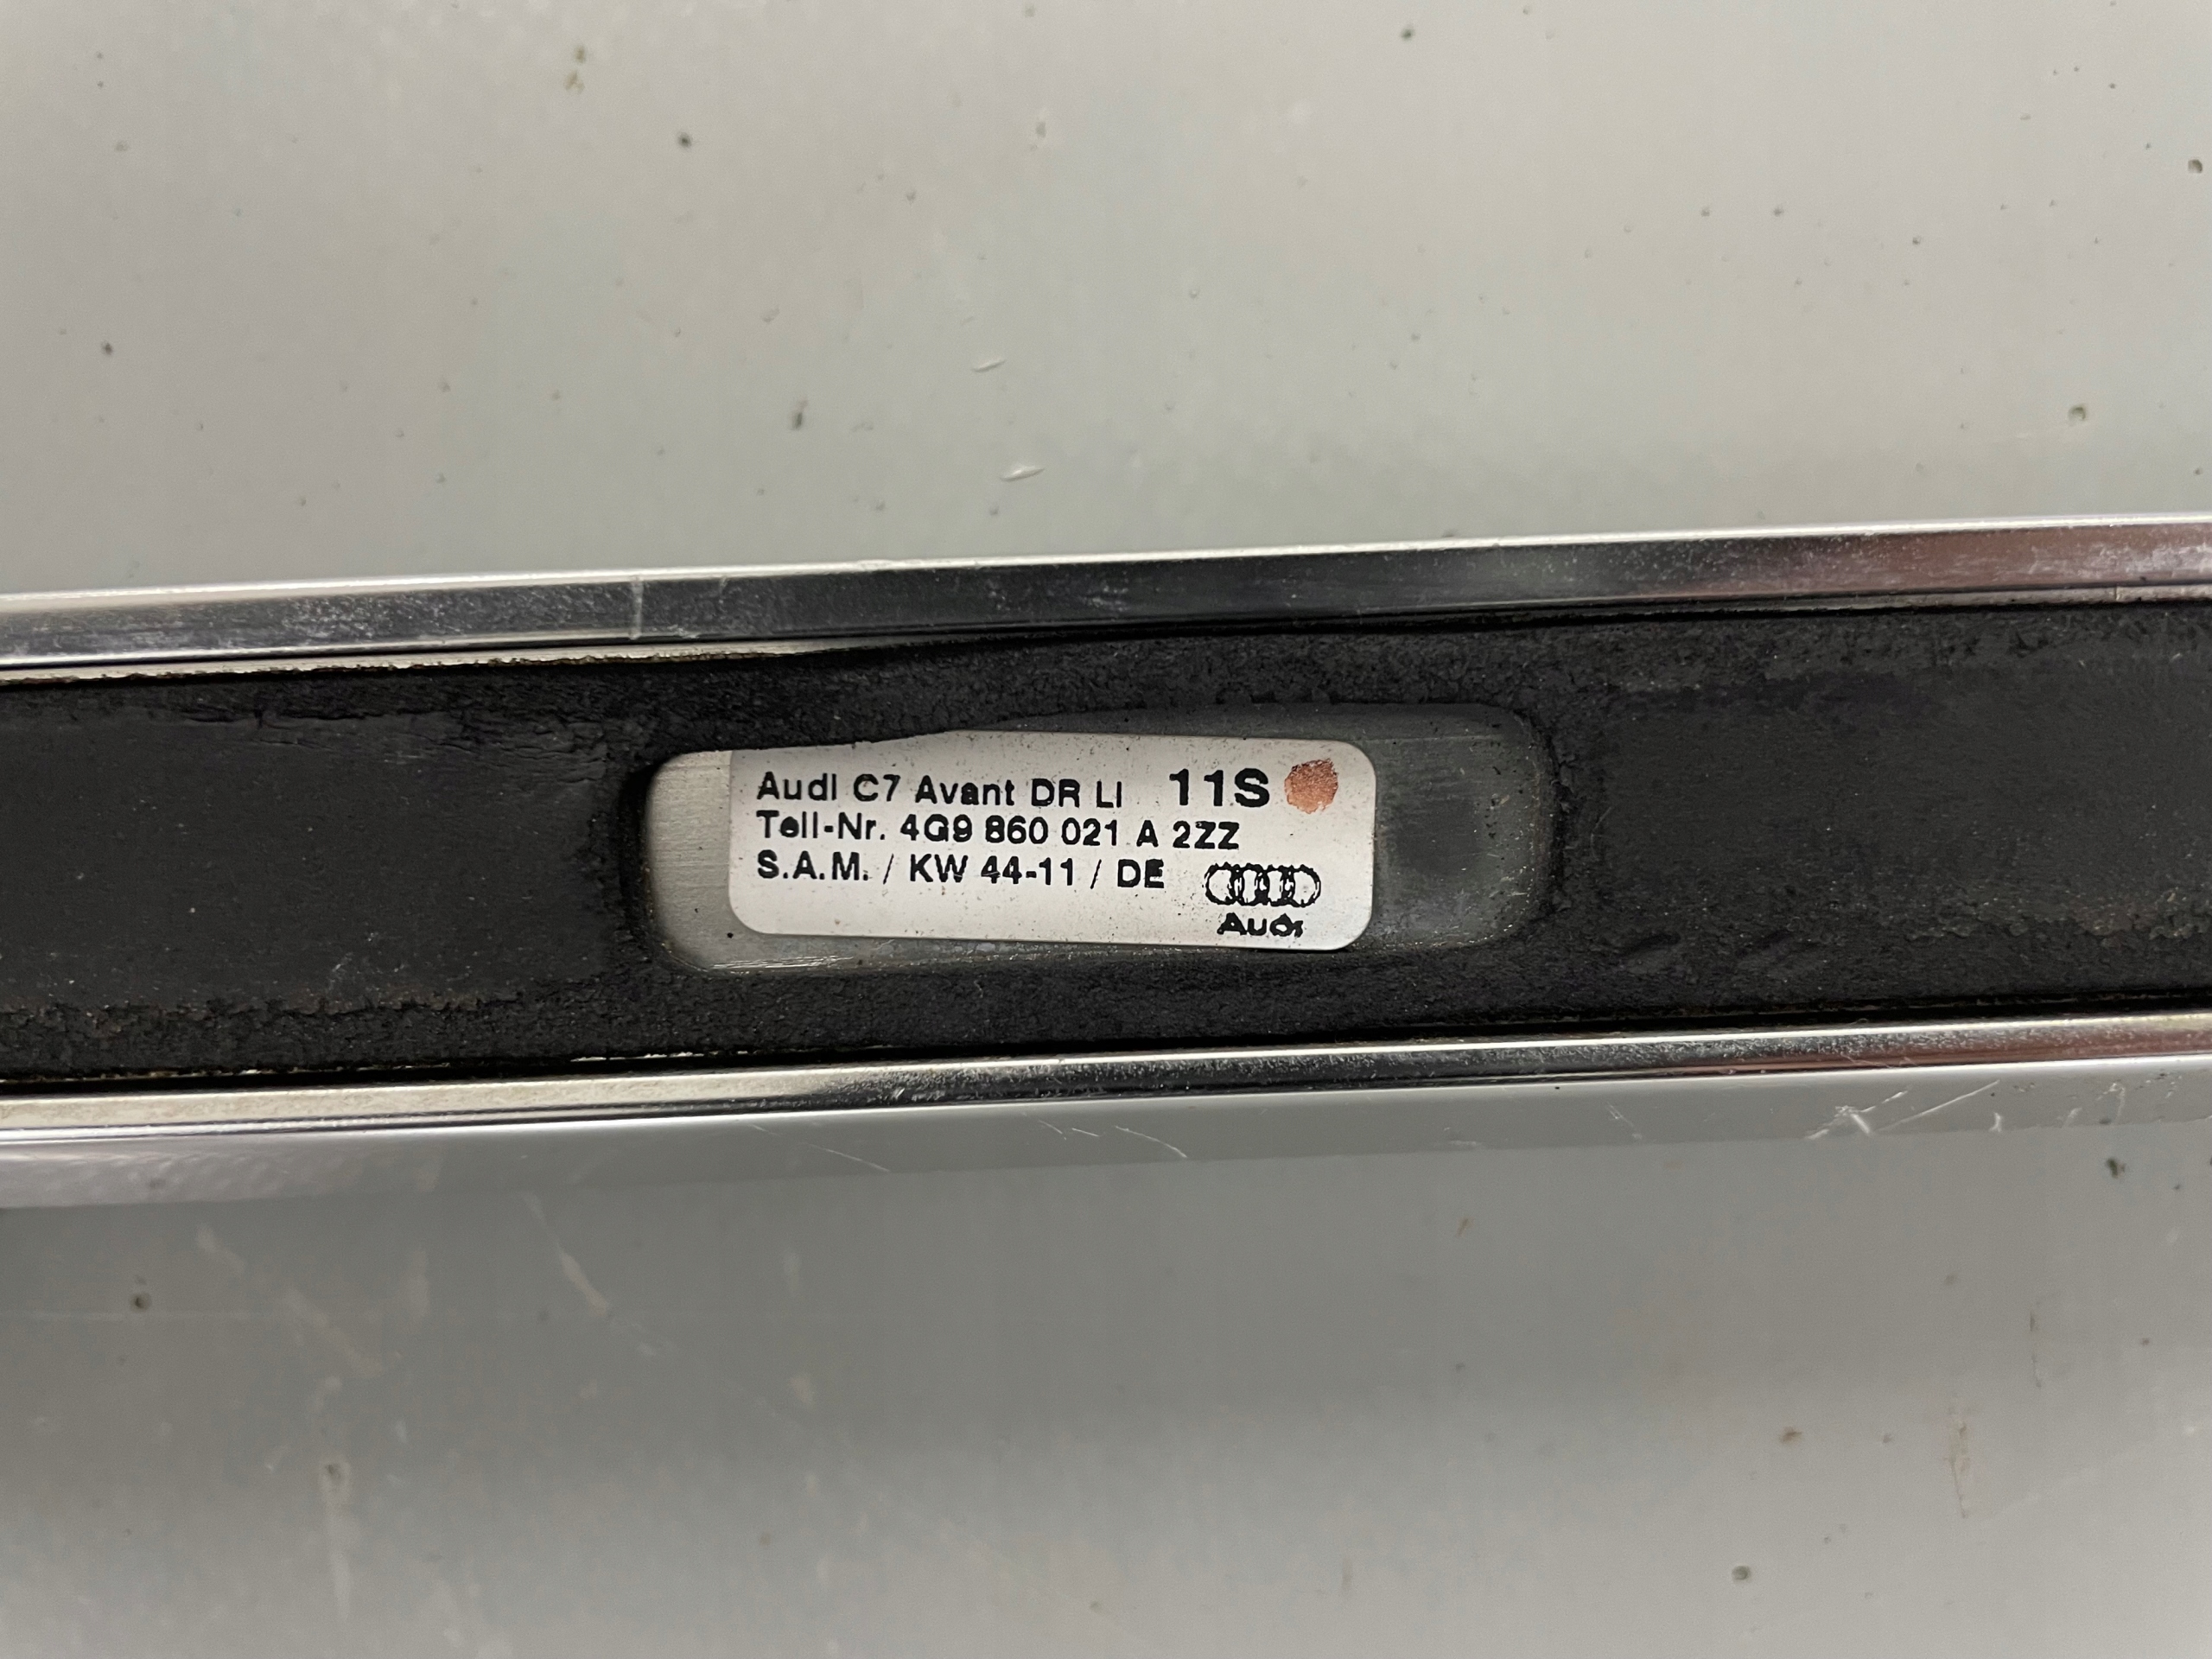 Audi C7 Avant DR LI 11S
Teil-Nr. 4G9 860 021 A 2ZZ
S.A.M. / KW 44-11 / DE
Audi